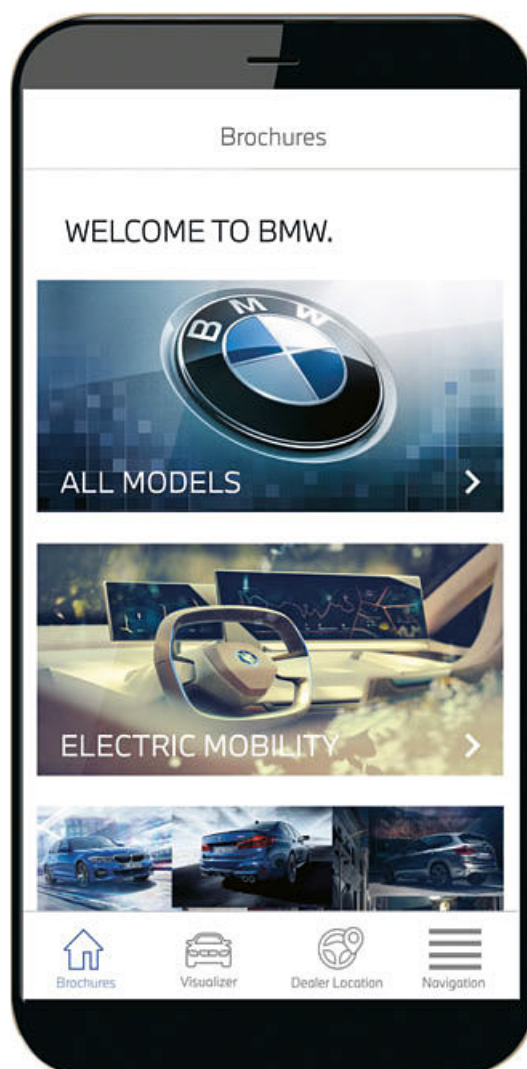 Brochures
WELCOME TO BMW.
BMW
ALL MODELS
ELECTRIC MOBILITY
Brochures
Visualizer
Dealer Location
Navigation